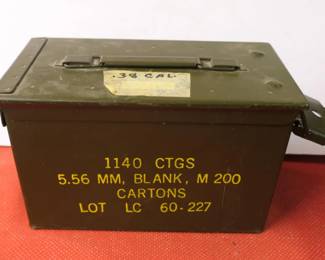 .38 CAL.
1140 CTGS
5.56 MM, BLANK, M 200
CARTONS
LOT LC 60-227